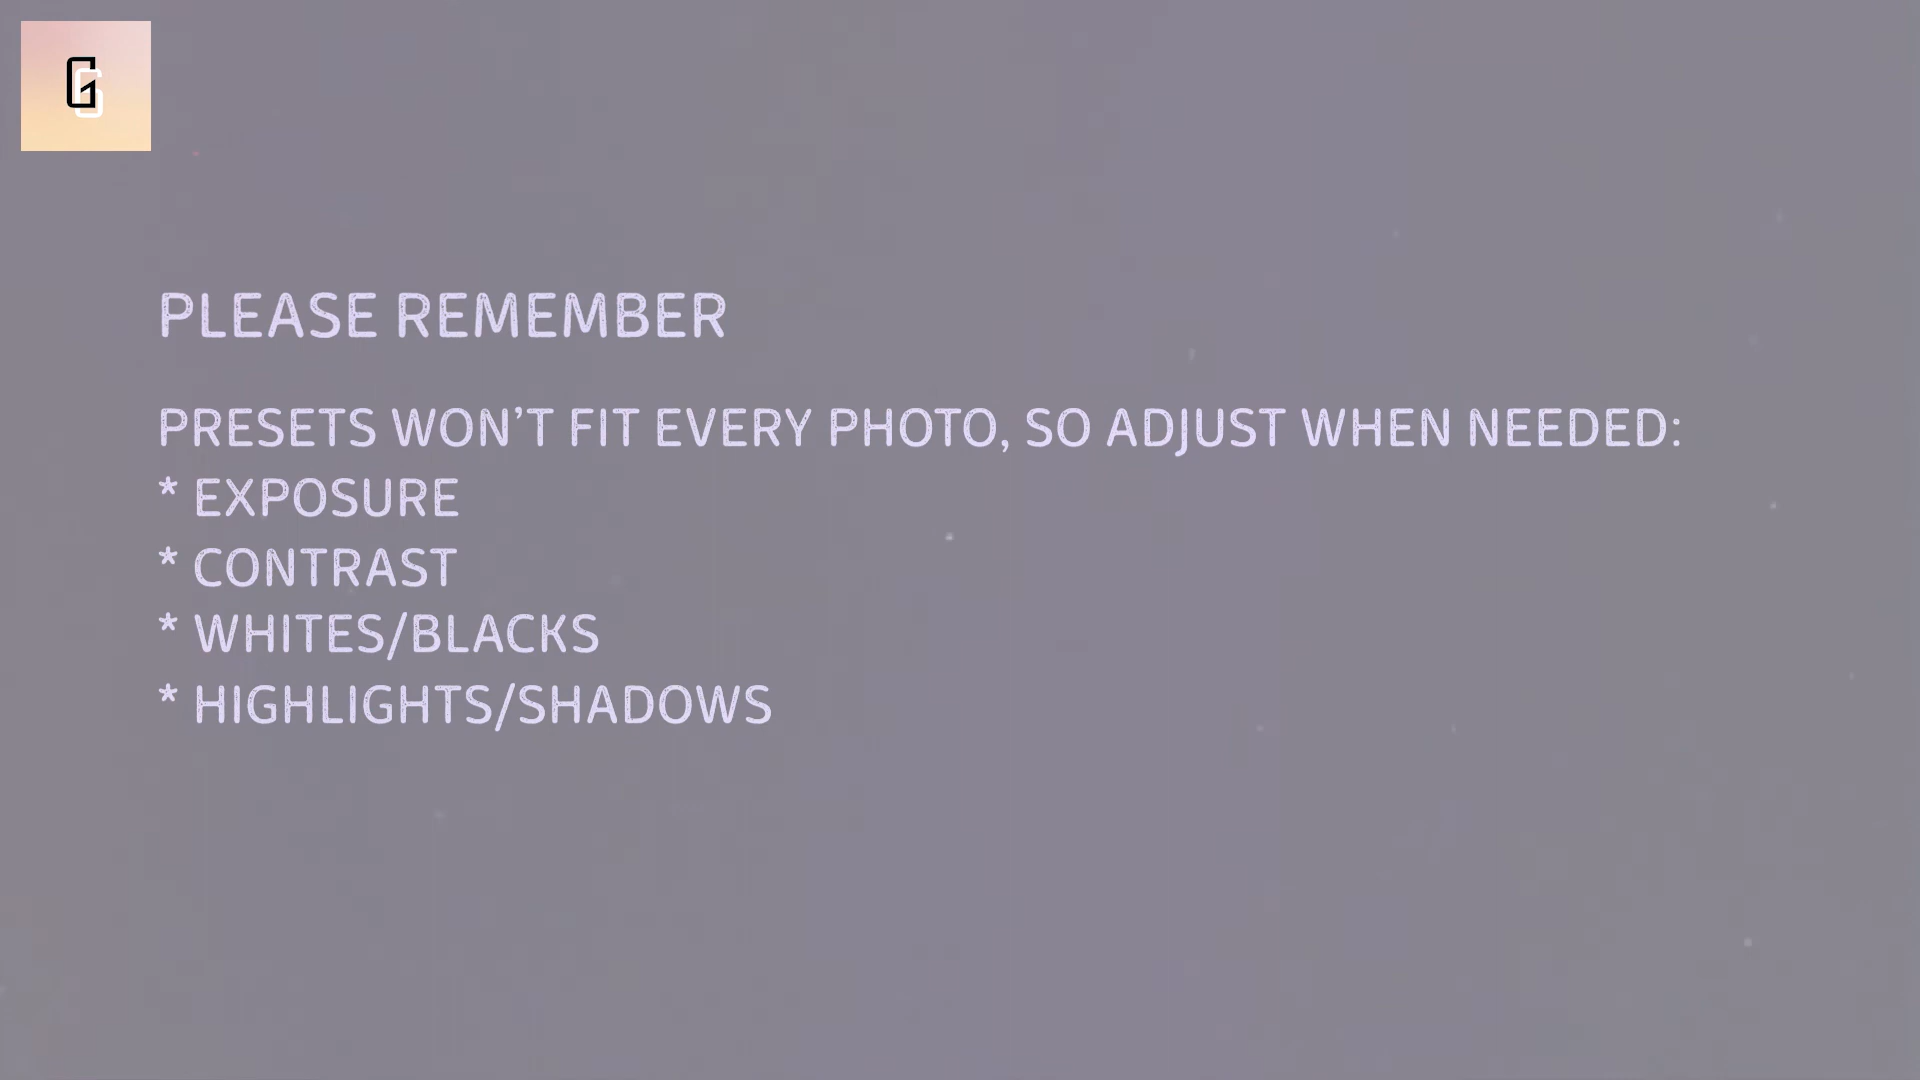 PLEASE REMEMBER
PRESETS WON’T FIT EVERY PHOTO, SO ADJUST WHEN NEEDED:
* EXPOSURE
* CONTRAST
* WHITES/BLACKS
* HIGHLIGHTS/SHADOWS